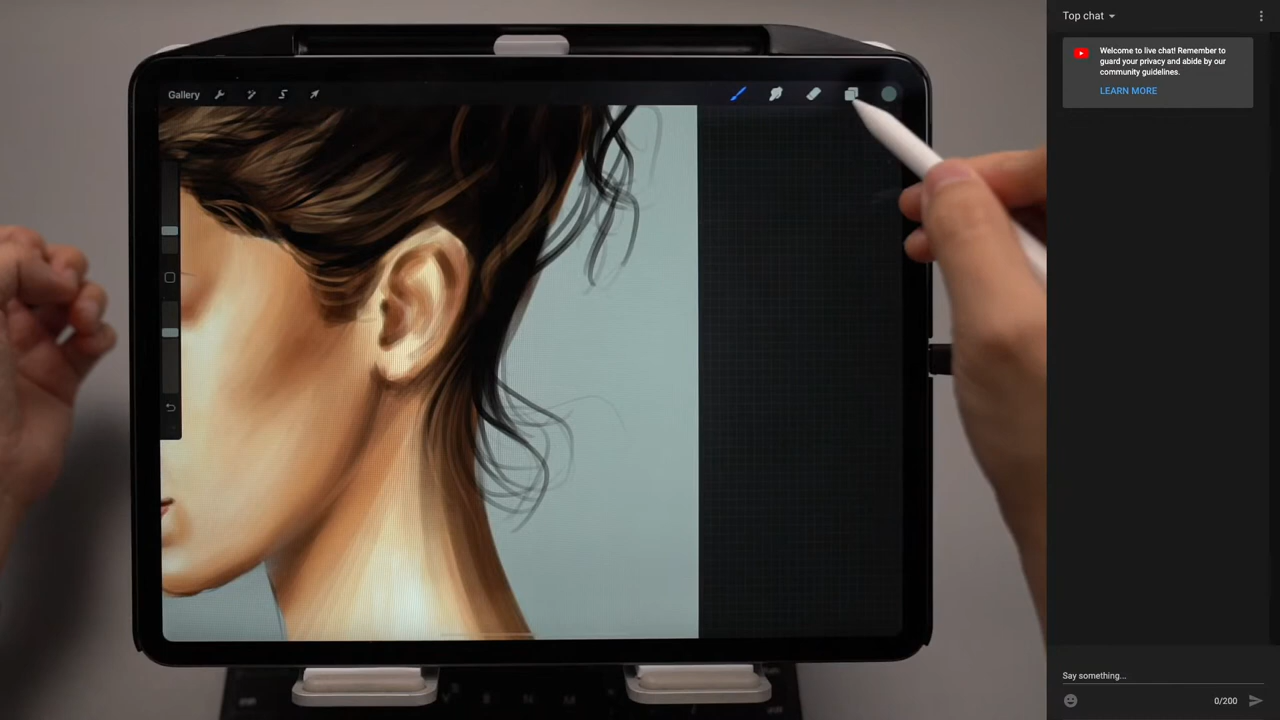 Top chat
Welcome to live chat! Remember to
guard your privacy and abide by our
community guidelines.
LEARN MORE
Gallery
Say something...
0/200